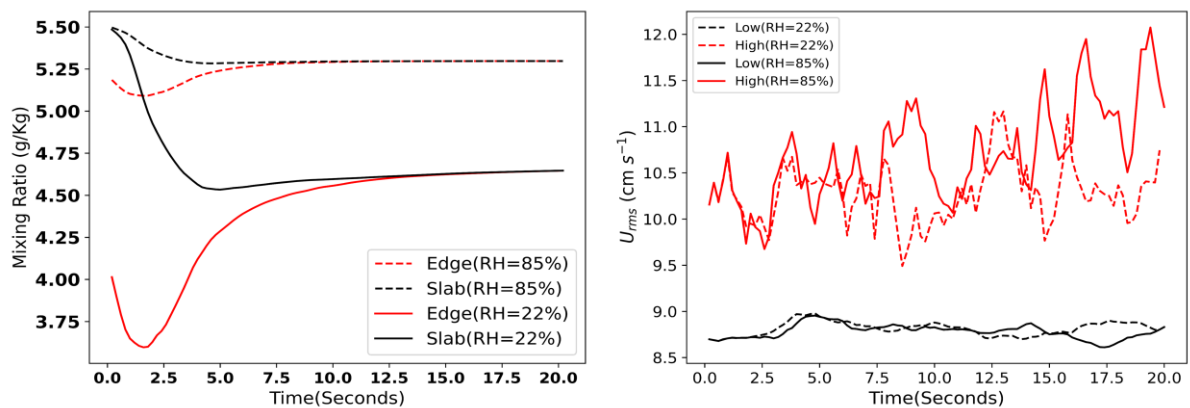 Mixing Ratio (g/Kg)
5.50
5.25
5.00
4.75
4.50
4.25
4.00
3.75
Edge(RH=85%)
Slab(RH=85%)
Edge(RH=22%)
Slab(RH=22%)
0.0 2.5 5.0 7.5 10.0 12.5 15.0 17.5 20.0
Time(Seconds)
U_rms (cm s⁻¹)
12.0
11.5
11.0
10.5
10.0
9.5
9.0
8.5
Low(RH=22%)
High(RH=22%)
Low(RH=85%)
High(RH=85%)
0.0 2.5 5.0 7.5 10.0 12.5 15.0 17.5 20.0
Time(Seconds)